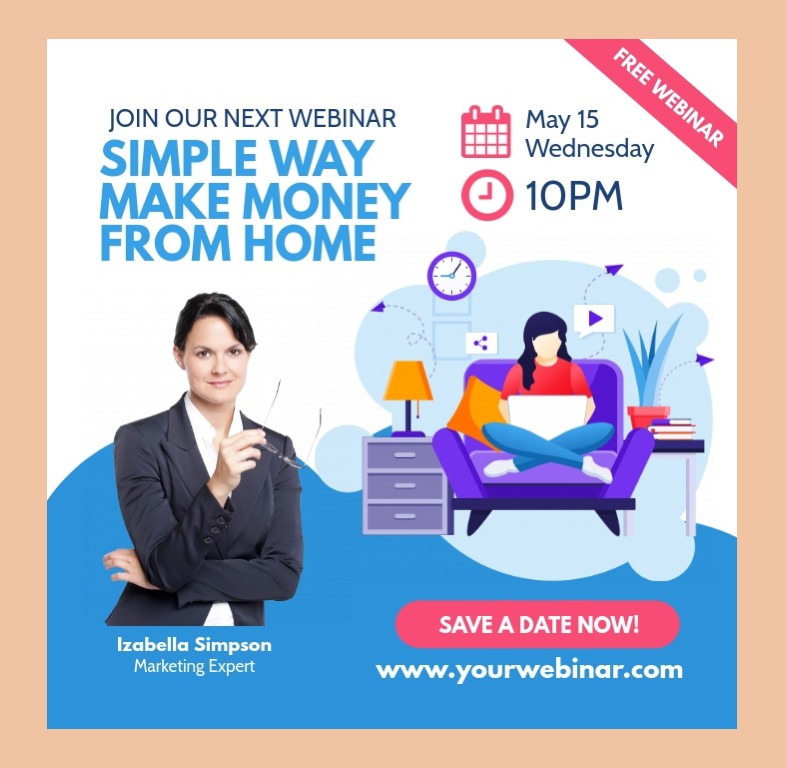 FREE WEBINAR
JOIN OUR NEXT WEBINAR
SIMPLE WAY
MAKE MONEY
FROM HOME
May 15
Wednesday
10PM
Izabella Simpson
Marketing Expert
SAVE A DATE NOW!
www.yourwebinar.com